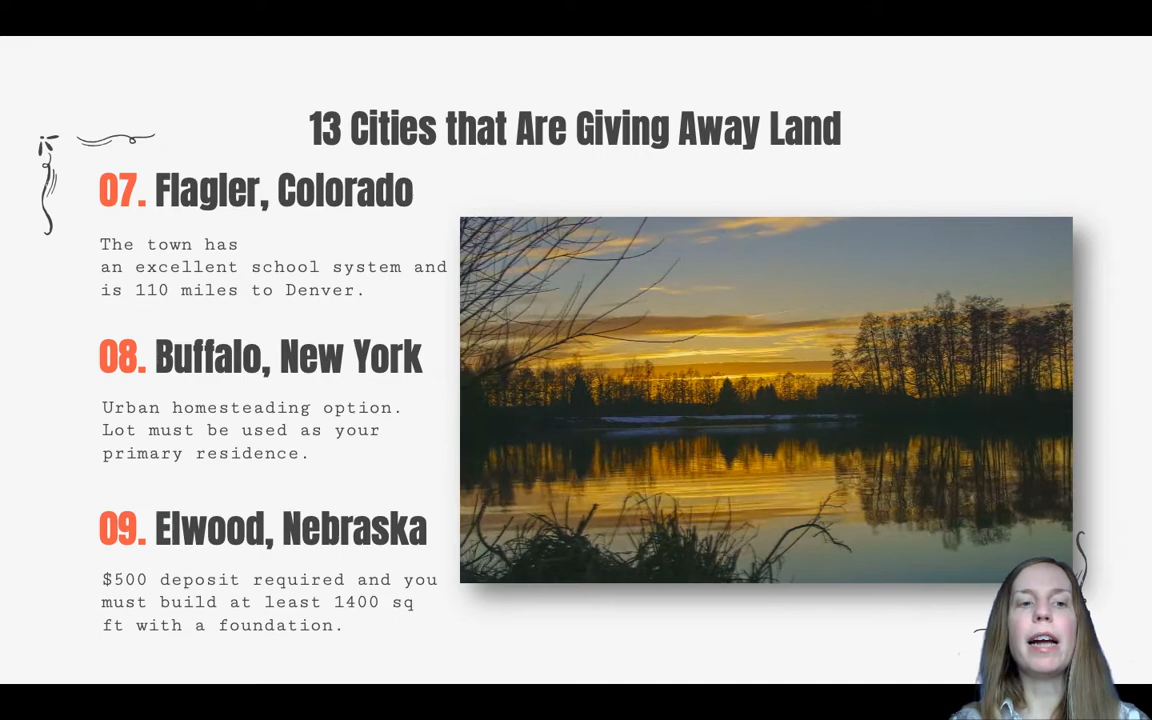 13 Cities that Are Giving Away Land
07. Flagler, Colorado
The town has
an excellent school system and
is 110 miles to Denver.
08. Buffalo, New York
Urban homesteading option.
Lot must be used as your
primary residence.
09. Elwood, Nebraska
$500 deposit required and you
must build at least 1400 sq
ft with a foundation.